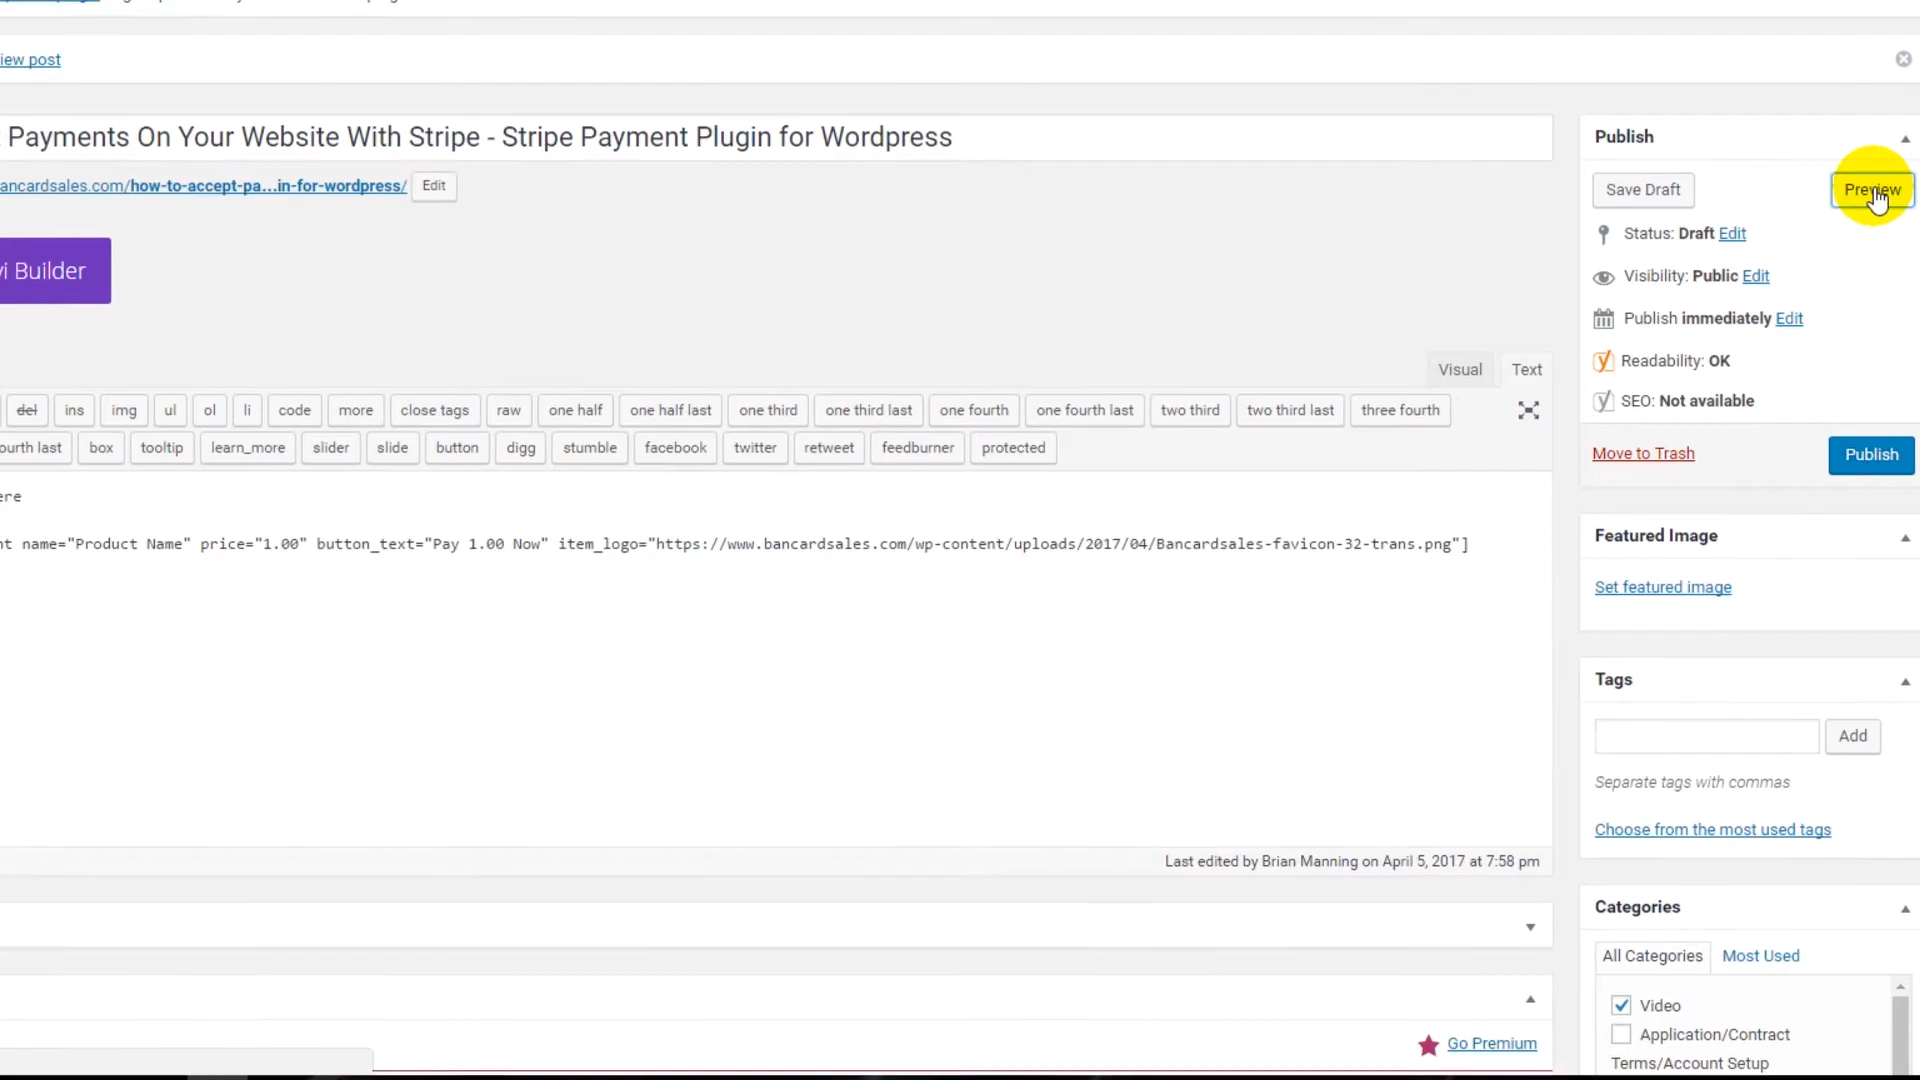 iew post
Payments On Your Website With Stripe - Stripe Payment Plugin for Wordpress
ancardsales.com/how-to-accept-pa...in-for-wordpress/ Edit
vi Builder
Visual Text
del ins img ul ol li code more close tags raw one half one half last one third one third last one fourth one fourth last two third two third last three fourth
ourth last box tooltip learn_more slider slide button digg stumble facebook twitter retweet feedburner protected
ere
nt name="Product Name" price="1.00" button_text="Pay 1.00 Now" item_logo="https://www.bancardsales.com/wp-content/uploads/2017/04/Bancardsales-favicon-32-trans.png"]
Last edited by Brian Manning on April 5, 2017 at 7:58 pm
Go Premium
Publish
Save Draft Preview
Status: Draft Edit
Visibility: Public Edit
Publish immediately Edit
Readability: OK
SEO: Not available
Move to Trash Publish
Featured Image
Set featured image
Tags
Add
Separate tags with commas
Choose from the most used tags
Categories
All Categories Most Used
Video
Application/Contract
Terms/Account Setup